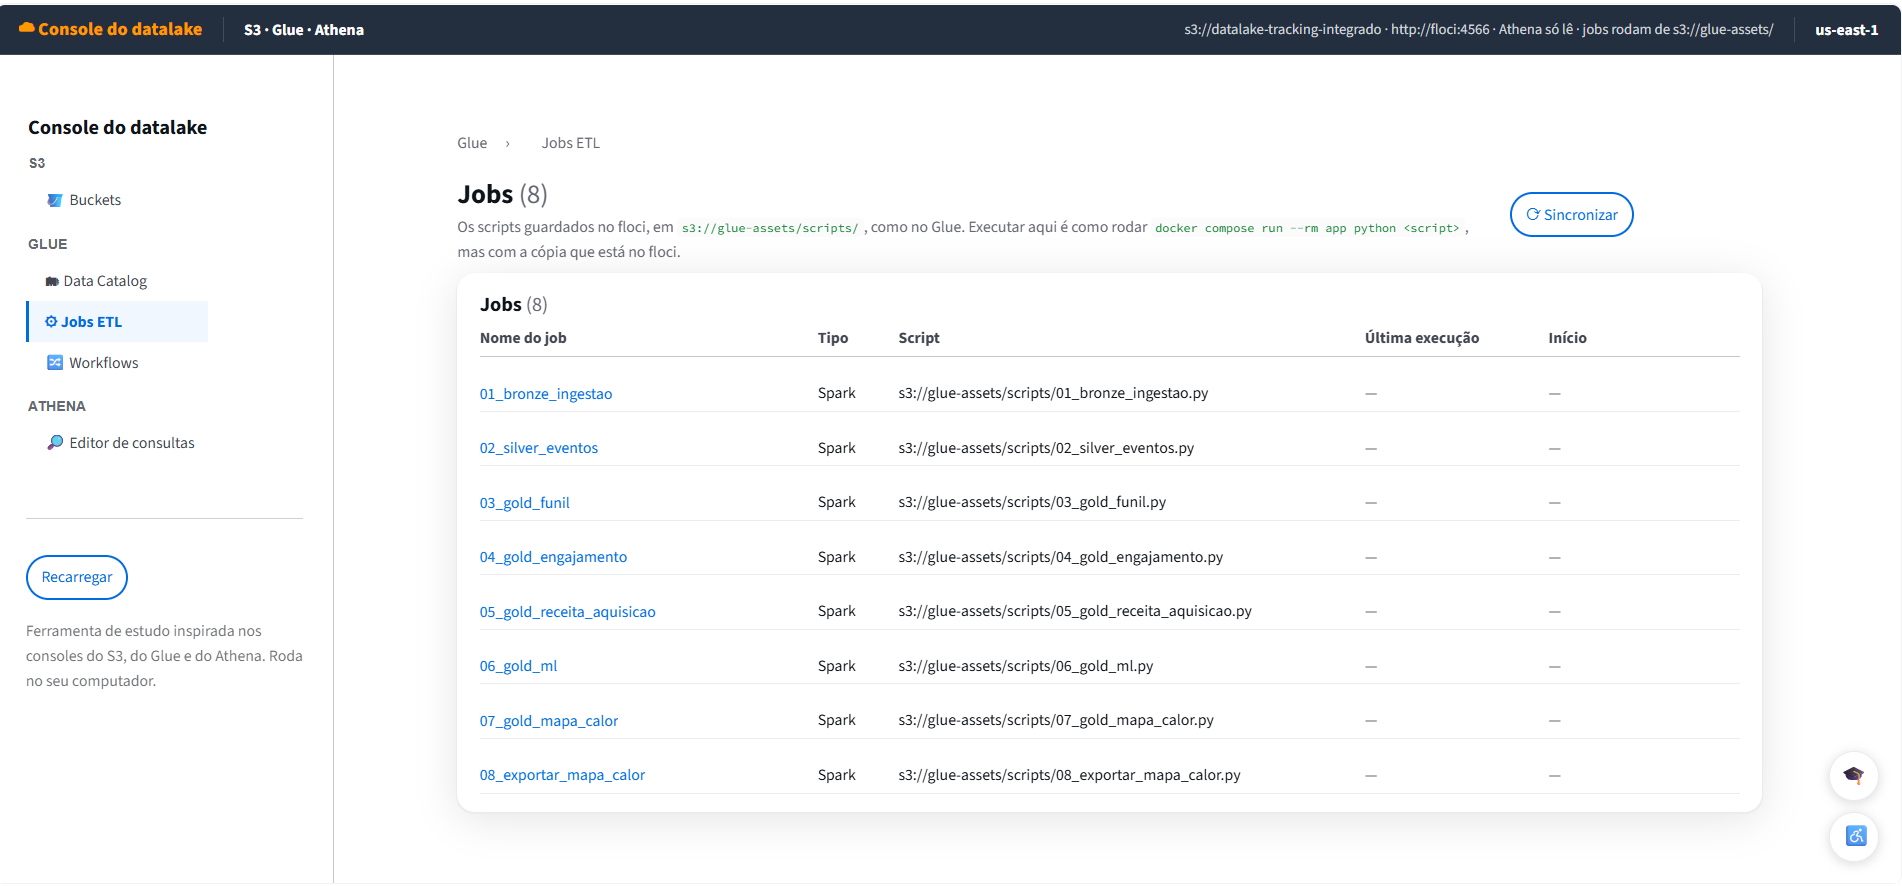 Console do datalake
S3 · Glue · Athena
s3://datalake-tracking-integrado · http://floci:4566 · Athena só lê · jobs rodam de s3://glue-assets/
us-east-1
Console do datalake
S3
Buckets
GLUE
Data Catalog
Jobs ETL
Workflows
ATHENA
Editor de consultas
Recarregar
Ferramenta de estudo inspirada nos
consoles do S3, do Glue e do Athena. Roda
no seu computador.
Glue › Jobs ETL
Jobs (8)
Os scripts guardados no floci, em s3://glue-assets/scripts/ , como no Glue. Executar aqui é como rodar docker compose run --rm app python <script> ,
mas com a cópia que está no floci.
Sincronizar
Jobs (8)
Nome do job Tipo Script Última execução Início
01_bronze_ingestao Spark s3://glue-assets/scripts/01_bronze_ingestao.py — —
02_silver_eventos Spark s3://glue-assets/scripts/02_silver_eventos.py — —
03_gold_funil Spark s3://glue-assets/scripts/03_gold_funil.py — —
04_gold_engajamento Spark s3://glue-assets/scripts/04_gold_engajamento.py — —
05_gold_receita_aquisicao Spark s3://glue-assets/scripts/05_gold_receita_aquisicao.py — —
06_gold_ml Spark s3://glue-assets/scripts/06_gold_ml.py — —
07_gold_mapa_calor Spark s3://glue-assets/scripts/07_gold_mapa_calor.py — —
08_exportar_mapa_calor Spark s3://glue-assets/scripts/08_exportar_mapa_calor.py — —